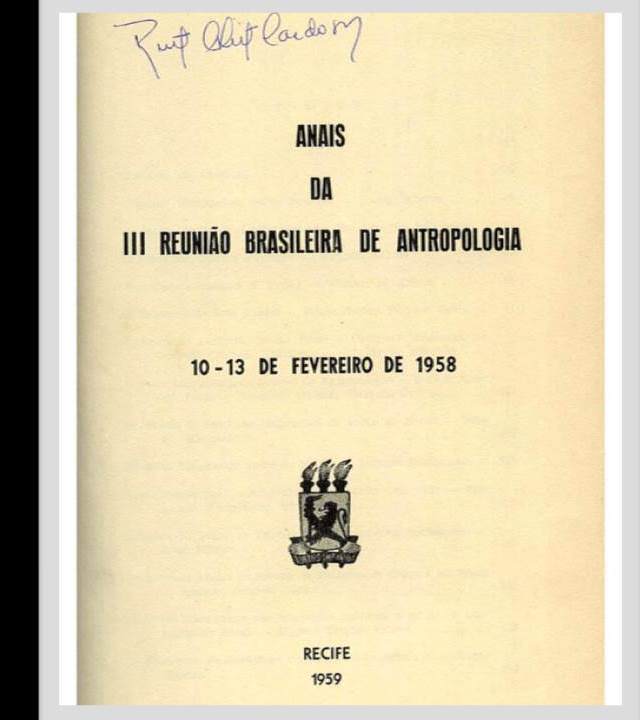 Ruth Cardoso
ANAIS
DA
III REUNIÃO BRASILEIRA DE ANTROPOLOGIA
10-13 DE FEVEREIRO DE 1958
RECIFE
1959